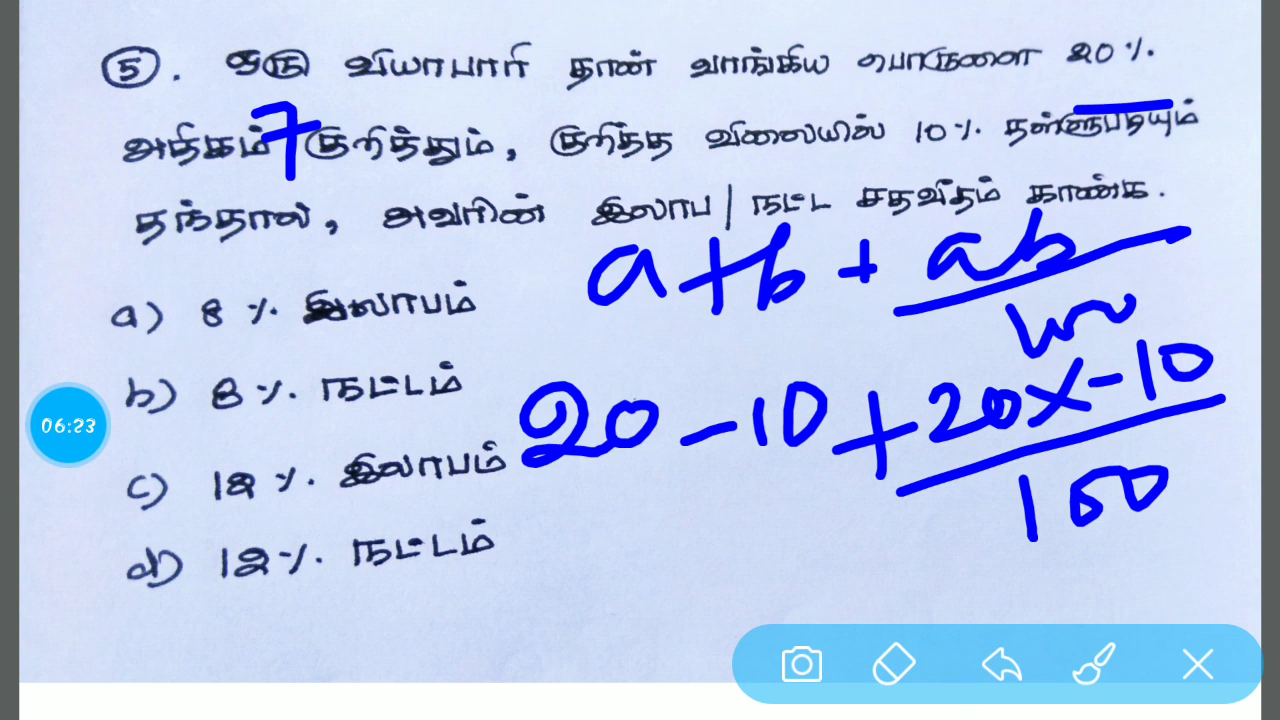 5. ஒரு வியாபாரி தான் வாங்கிய பொருளை 20%.
அதிகம் 7 குறித்தும், குறித்த விலையில் 10% தள்ளுபடியும்
தந்தால், அவரின் இலாப | நட்ட சதவீதம் காண்க.
a + b + ab/100
a) 8% இலாபம்
b) 8%. நட்டம்
20 - 10 + 20 x - 10/100
06:23
c) 12%. இலாபம்
d) 12%. நட்டம்